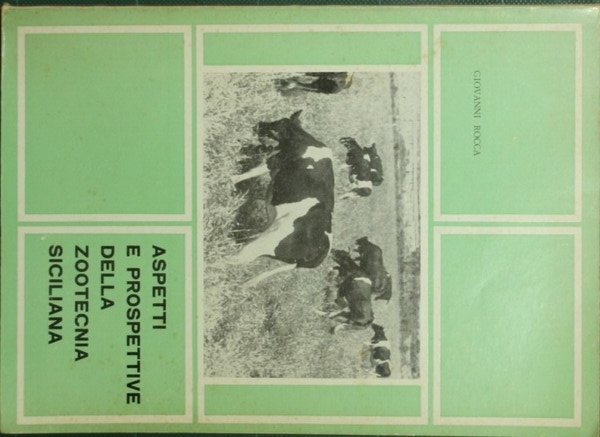 GIOVANNI ROCCA
ASPETTI
E PROSPETTIVE
DELLA
ZOOTECNIA
SICILIANA